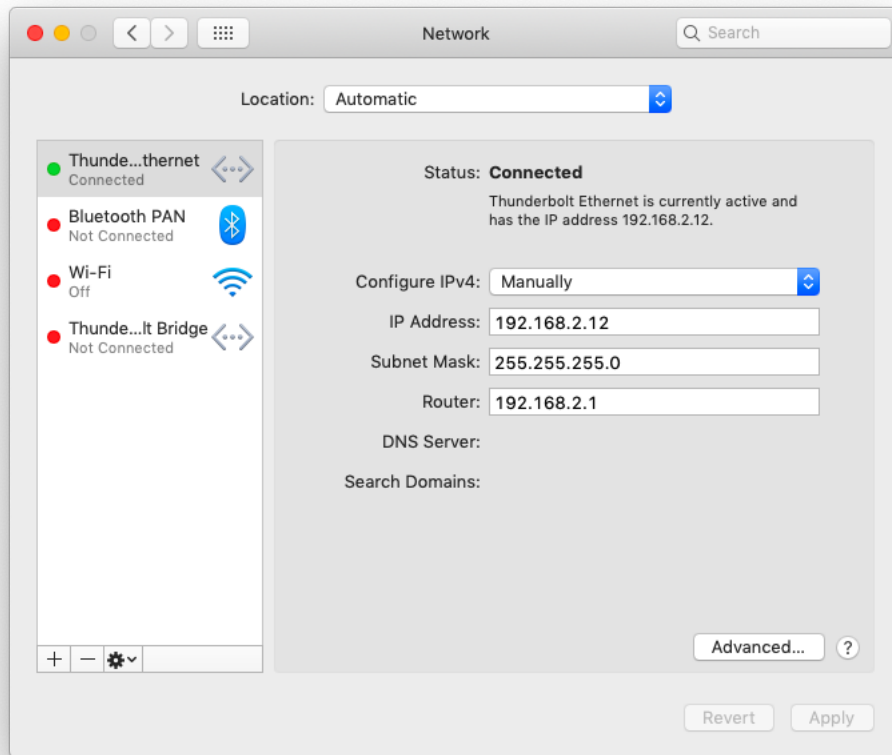 Network
Search
Location: Automatic
Thunde...thernet
Connected
Bluetooth PAN
Not Connected
Wi-Fi
Off
Thunde...lt Bridge
Not Connected
Status: Connected
Thunderbolt Ethernet is currently active and
has the IP address 192.168.2.12.
Configure IPv4: Manually
IP Address: 192.168.2.12
Subnet Mask: 255.255.255.0
Router: 192.168.2.1
DNS Server:
Search Domains:
Advanced... ?
Revert Apply